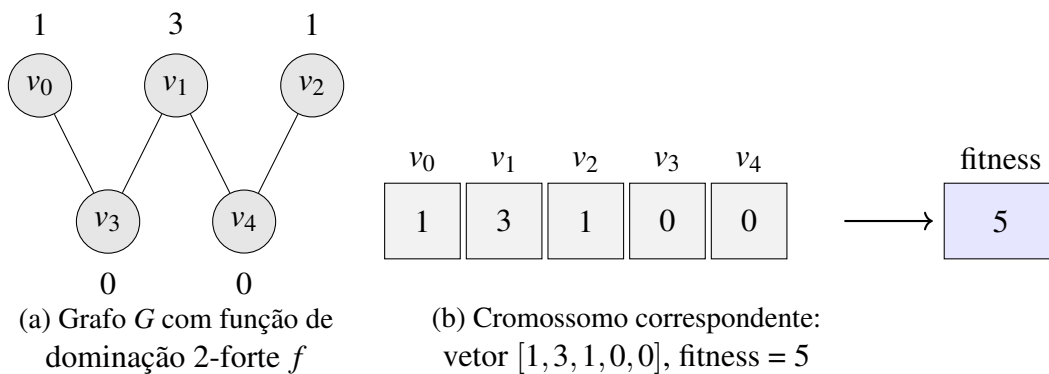 1 3 1
v0 v1 v2
v3 v4
0 0
(a) Grafo G com função de
dominação 2-forte f
v0 v1 v2 v3 v4 fitness
1 3 1 0 0 5
(b) Cromossomo correspondente:
vetor [1, 3, 1, 0, 0], fitness = 5